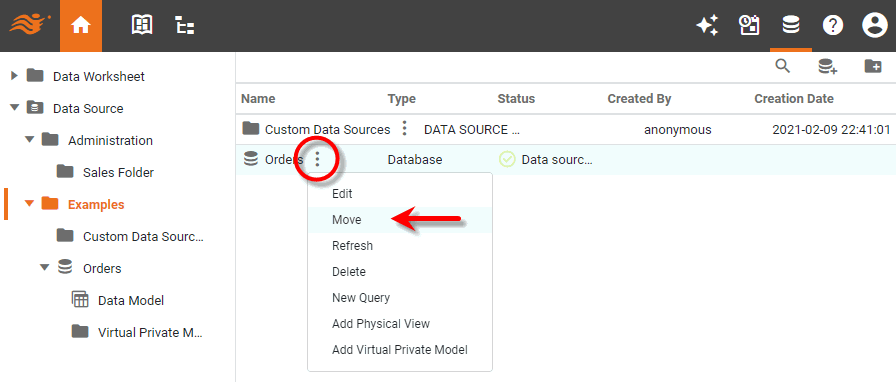 Data Worksheet
Data Source
Administration
Sales Folder
Examples
Custom Data Sourc...
Orders
Data Model
Virtual Private M...
Name Type Status Created By Creation Date
Custom Data Sources DATA SOURCE ... anonymous 2021-02-09 22:41:01
Orders Database Data sourc...
Edit
Move
Refresh
Delete
New Query
Add Physical View
Add Virtual Private Model